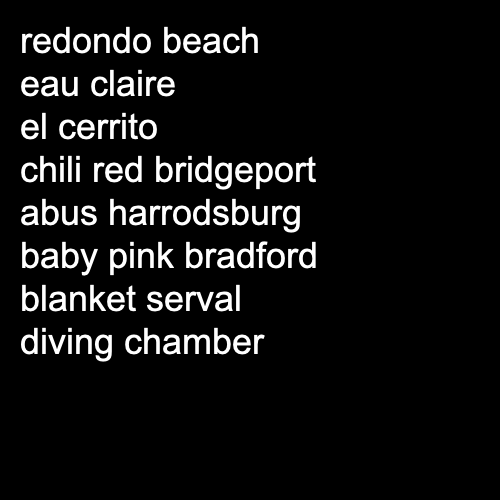 redondo beach
eau claire
el cerrito
chili red bridgeport
abus harrodsburg
baby pink bradford
blanket serval
diving chamber